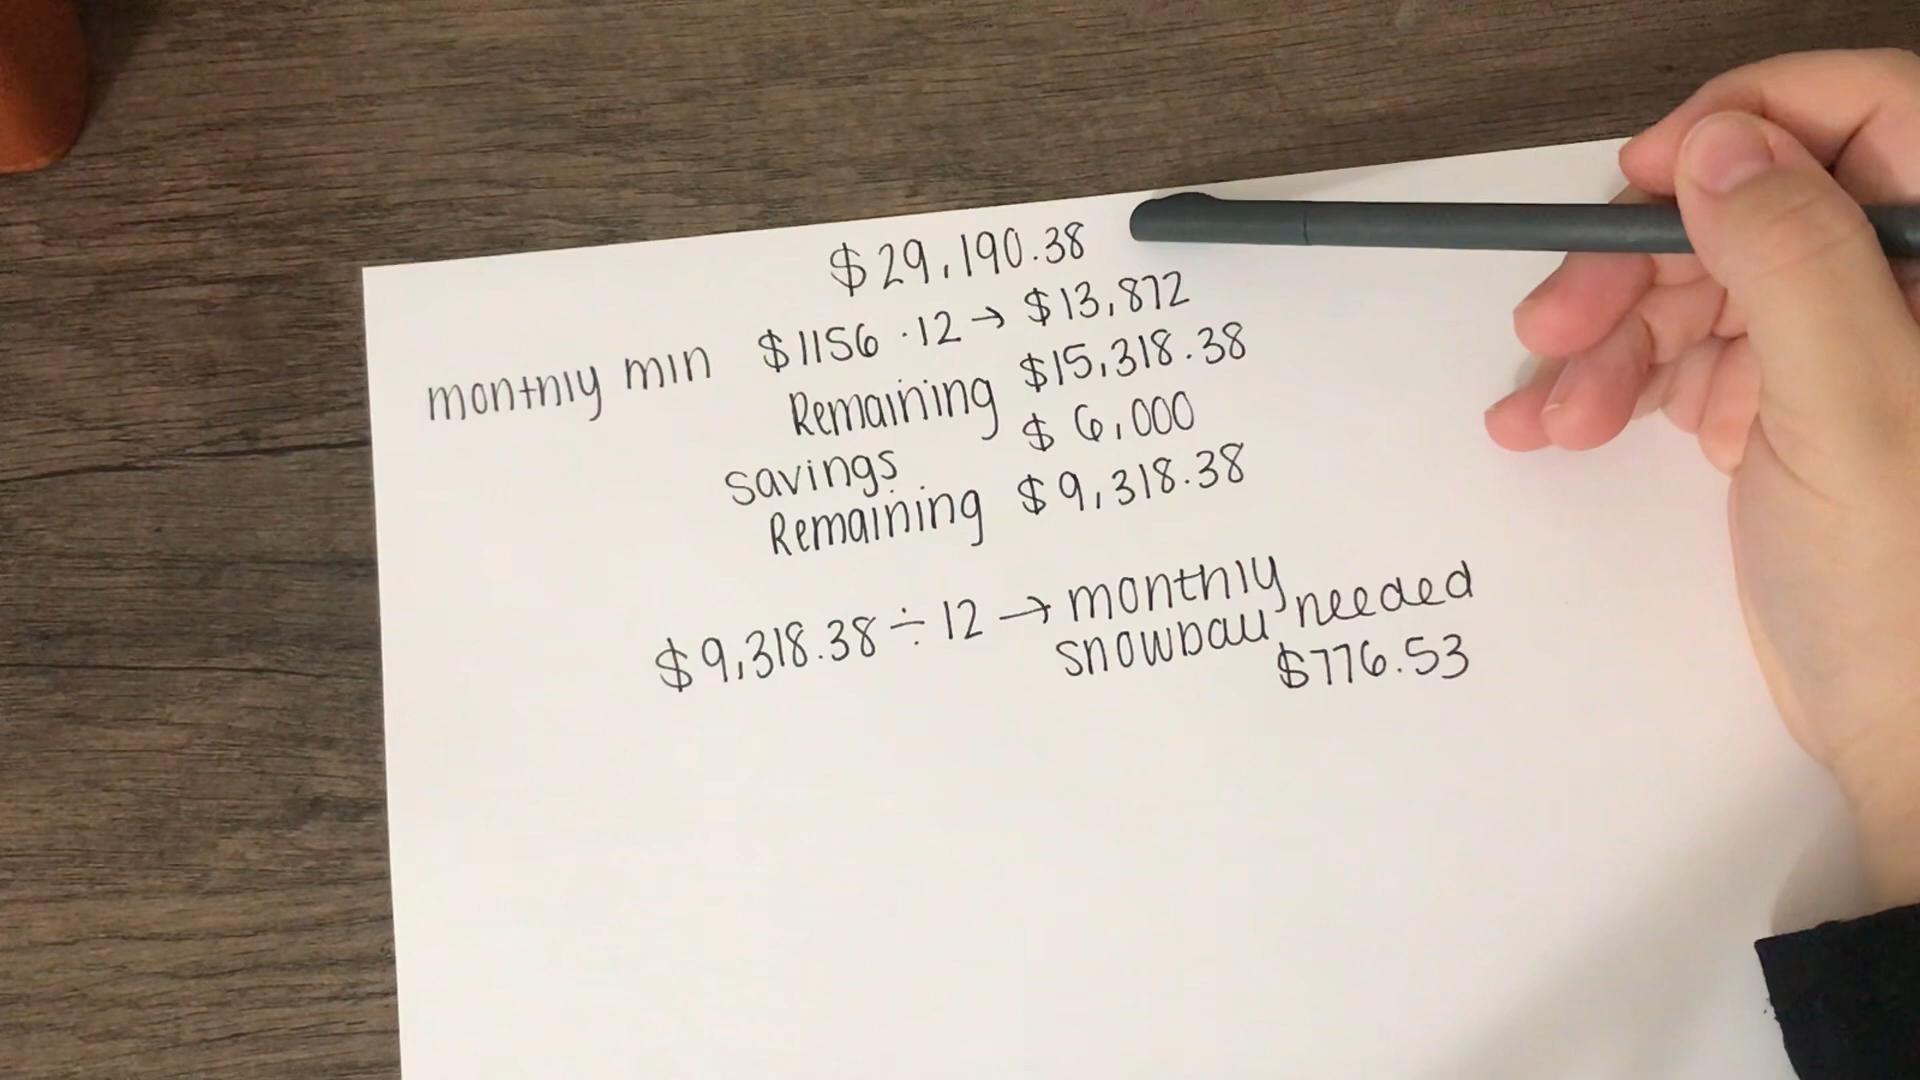 $29,190.38
monthly min $1156 · 12 → $13,872
Remaining $15,318.38
savings $6,000
Remaining $9,318.38
$9,318.38 ÷ 12 → monthly
snowball needed
$776.53